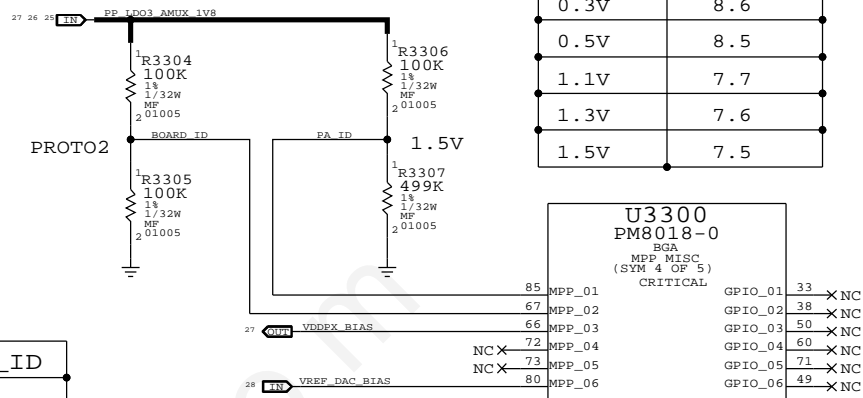 27 26 25 IN PP_LDO3_AMUX_1V8
0.3V 8.6
0.5V 8.5
1.1V 7.7
1.3V 7.6
1.5V 7.5
1
R3304
100K
1%
1/32W
MF
2 01005
1
R3306
100K
1%
1/32W
MF
2 01005
PROTO2
BOARD_ID
PA_ID
1.5V
1
R3305
100K
1%
1/32W
MF
2 01005
1
R3307
499K
1%
1/32W
MF
2 01005
U3300
PM8018-0
BGA
MPP MISC
(SYM 4 OF 5)
CRITICAL
85 MPP_01 GPIO_01 33 NC
67 MPP_02 GPIO_02 38 NC
27 OUT VDDPX_BIAS 66 MPP_03 GPIO_03 50 NC
NC 72 MPP_04 GPIO_04 60 NC
NC 73 MPP_05 GPIO_05 71 NC
28 IN VREF_DAC_BIAS 80 MPP_06 GPIO_06 49 NC
_ID